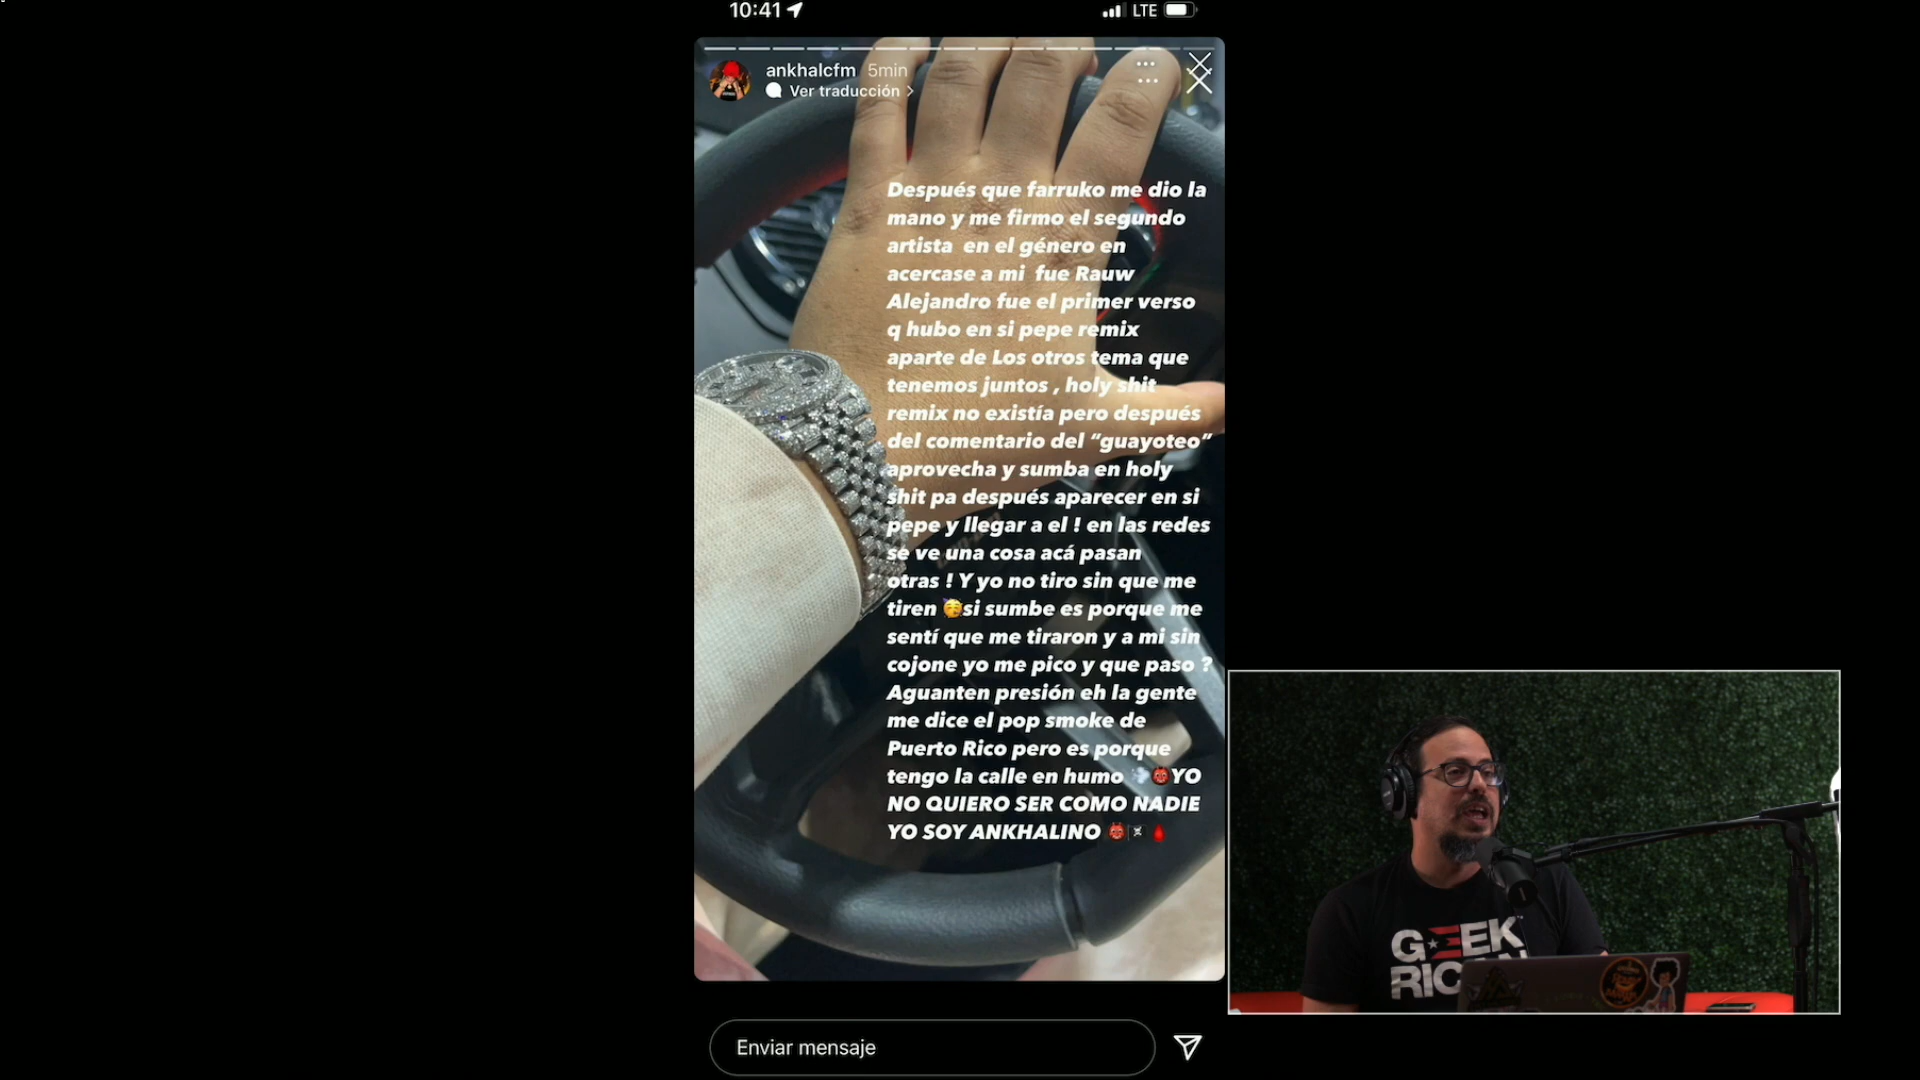 10:41
LTE
ankhalcfm 5min
Ver traducción
Después que farruko me dio la
mano y me firmo el segundo
artista en el género en
acercase a mi fue Rauw
Alejandro fue el primer verso
q hubo en si pepe remix
aparte de Los otros tema que
tenemos juntos , holy shit
remix no existía pero después
del comentario del “guayoteo”
aprovecha y sumba en holy
shit pa después aparecer en si
pepe y llegar a el ! en las redes
se ve una cosa acá pasan
otras ! Y yo no tiro sin que me
tiren 🥳si sumbe es porque me
sentí que me tiraron y a mi sin
cojone yo me pico y que paso ?
Aguanten presión eh la gente
me dice el pop smoke de
Puerto Rico pero es porque
tengo la calle en humo 💨👹YO
NO QUIERO SER COMO NADIE
YO SOY ANKHALINO 👹🏴‍☠️🩸
Enviar mensaje
GEEK
RICAN